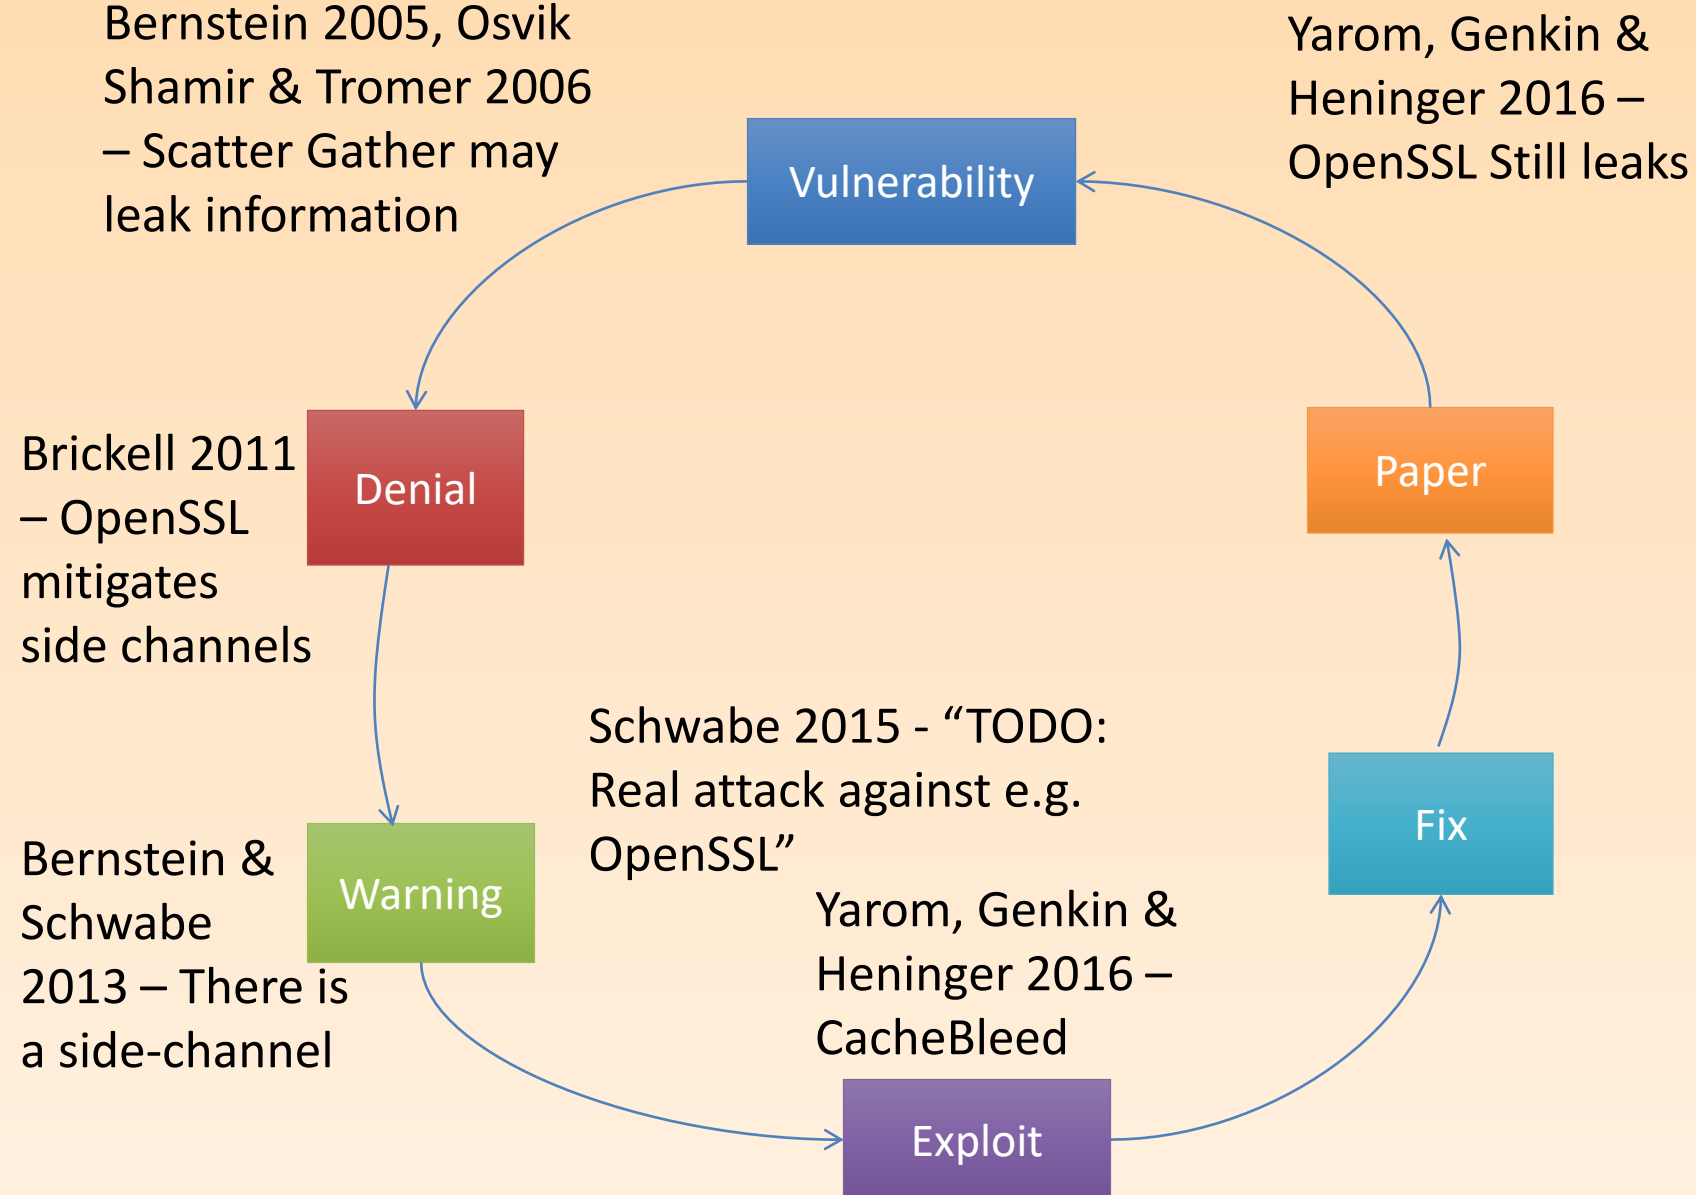 Bernstein 2005, Osvik
Shamir & Tromer 2006
– Scatter Gather may
leak information
Vulnerability
Yarom, Genkin &
Heninger 2016 –
OpenSSL Still leaks
Brickell 2011
– OpenSSL
mitigates
side channels
Denial
Paper
Schwabe 2015 - “TODO:
Real attack against e.g.
OpenSSL”
Fix
Bernstein &
Schwabe
2013 – There is
a side-channel
Warning
Yarom, Genkin &
Heninger 2016 –
CacheBleed
Exploit